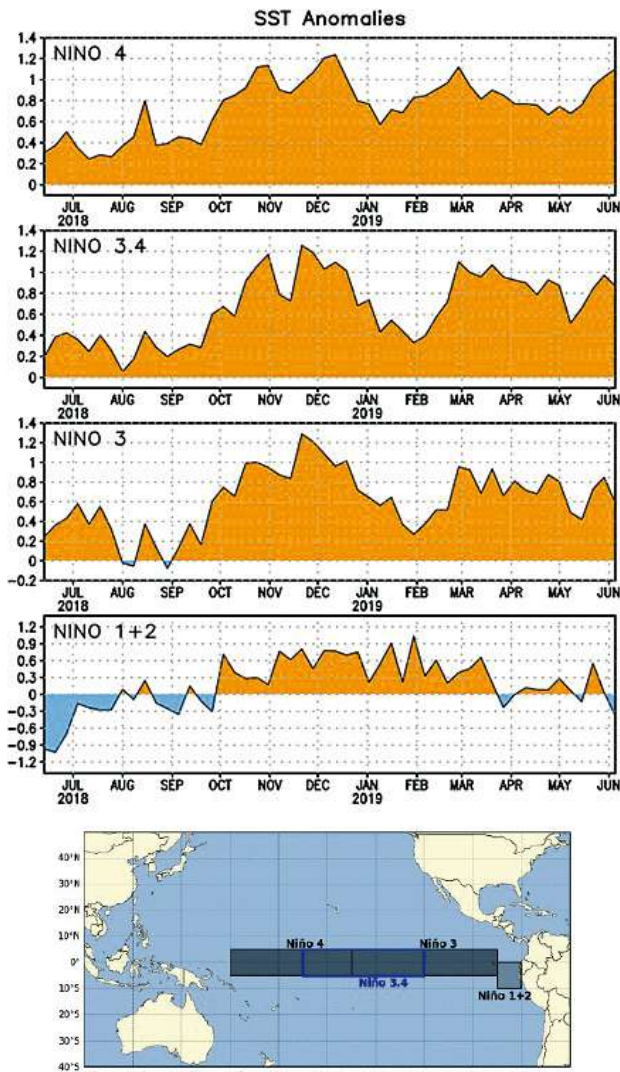 SST Anomalies
NINO 4
1.4
1.2
1
0.8
0.6
0.4
0.2
0
JUL AUG SEP OCT NOV DEC JAN FEB MAR APR MAY JUN
2018 2019
NINO 3.4
1.4
1.2
1
0.8
0.6
0.4
0.2
0
JUL AUG SEP OCT NOV DEC JAN FEB MAR APR MAY JUN
2018 2019
NINO 3
1.4
1.2
1
0.8
0.6
0.4
0.2
0
-0.2
JUL AUG SEP OCT NOV DEC JAN FEB MAR APR MAY JUN
2018 2019
NINO 1+2
1.2
0.9
0.6
0.3
0
-0.3
-0.6
-0.9
-1.2
JUL AUG SEP OCT NOV DEC JAN FEB MAR APR MAY JUN
2018 2019
40°N
30°N
20°N
10°N
Niño 4 Niño 3
0°
Niño 3.4
10°S
Niño 1+2
20°S
30°S
40°S